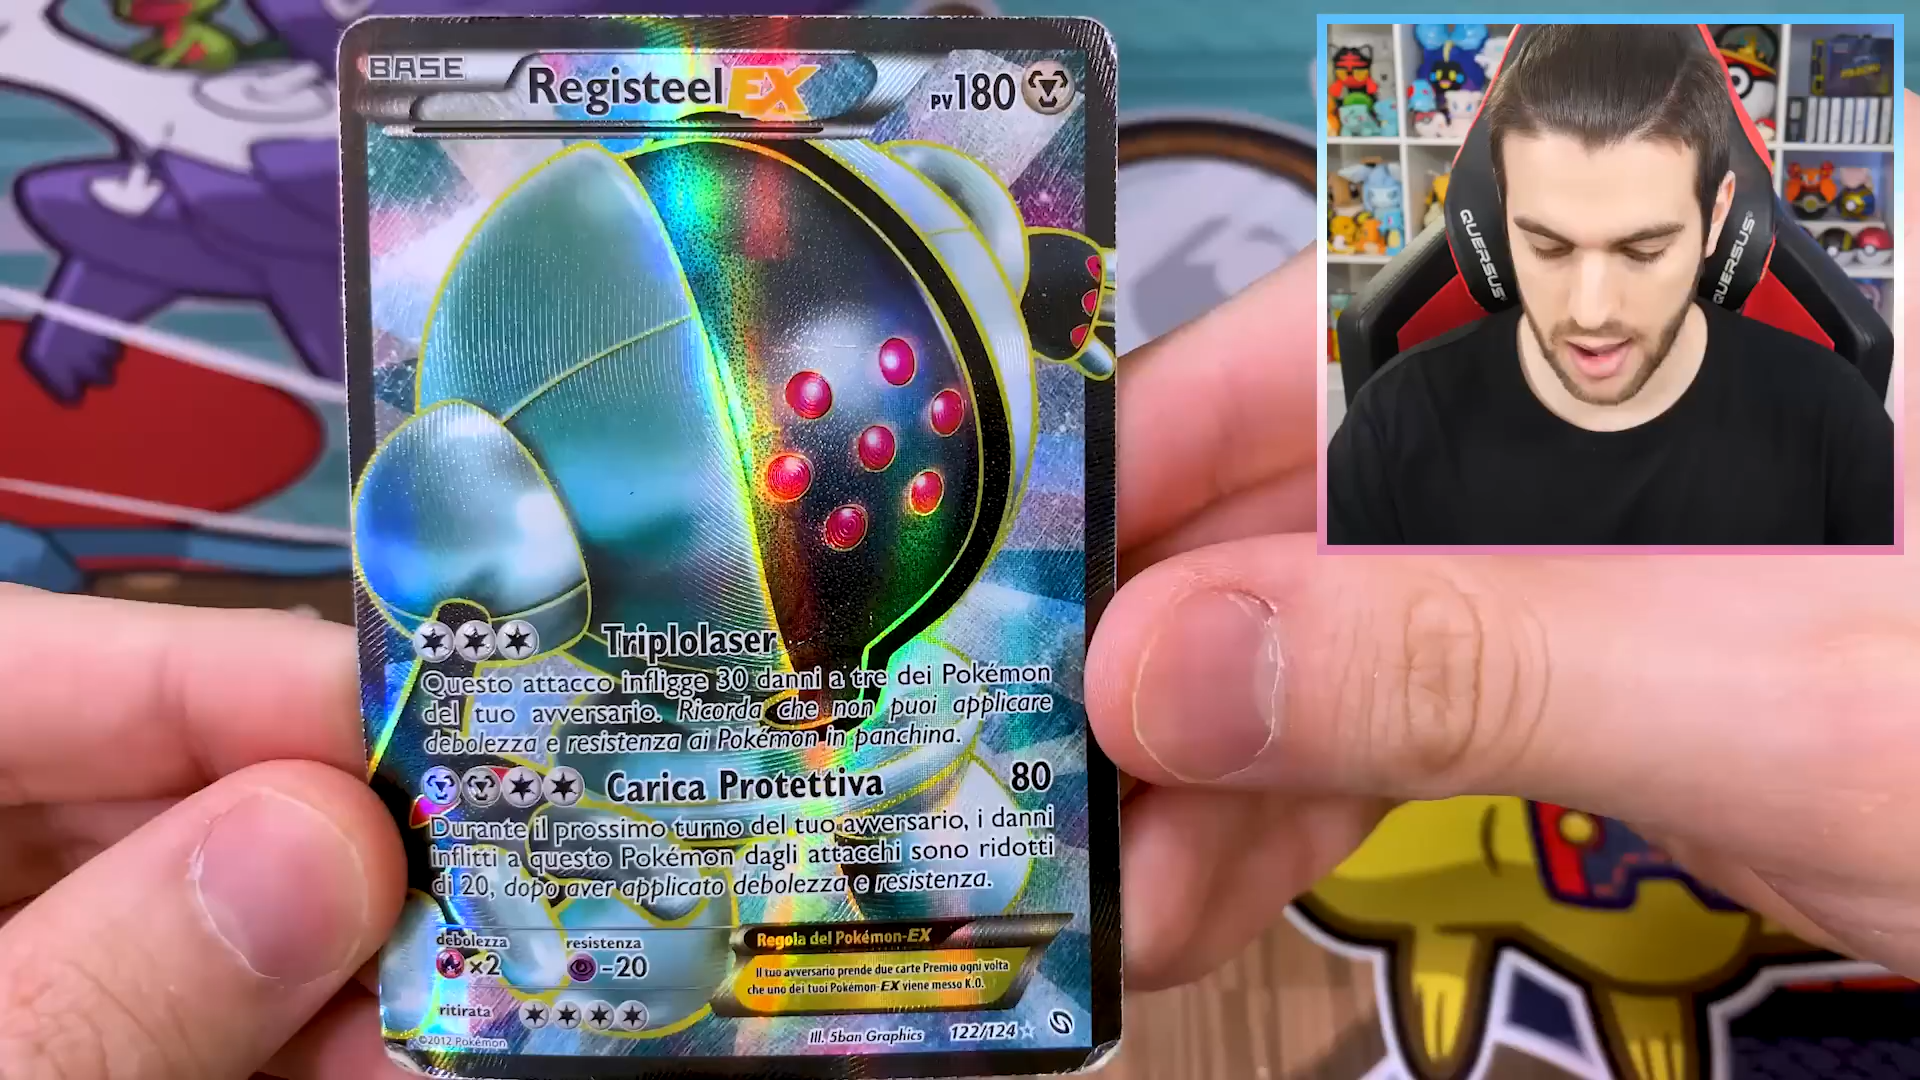 BASE
Registeel EX
PV180
Triplolaser
Questo attacco infligge 30 danni a tre dei Pokémon
del tuo avversario. Ricorda che non puoi applicare
debolezza e resistenza ai Pokémon in panchina.
Carica Protettiva 80
Durante il prossimo turno del tuo avversario, i danni
inflitti a questo Pokémon dagli attacchi sono ridotti
di 20, dopo aver applicato debolezza e resistenza.
debolezza
×2
resistenza
-20
ritirata
Regola del Pokémon-EX
Il tuo avversario prende due carte Premio ogni volta
che uno dei tuoi Pokémon-EX viene messo K.O.
©2012 Pokémon
Ill. 5ban Graphics
122/124
QUERSUS
QUERSUS